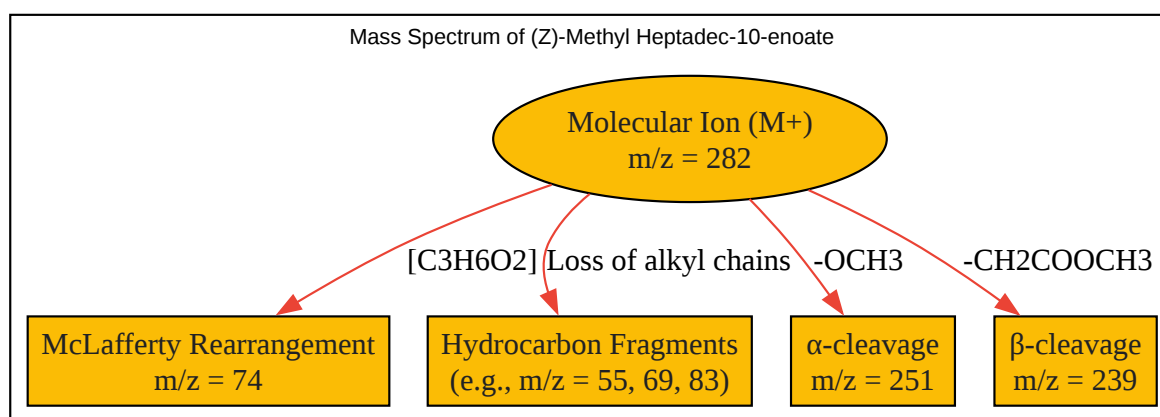 Mass Spectrum of (Z)-Methyl Heptadec-10-enoate
Molecular Ion (M+)
m/z = 282
[C3H6O2]
Loss of alkyl chains
-OCH3
-CH2COOCH3
McLafferty Rearrangement
m/z = 74
Hydrocarbon Fragments
(e.g., m/z = 55, 69, 83)
α-cleavage
m/z = 251
β-cleavage
m/z = 239